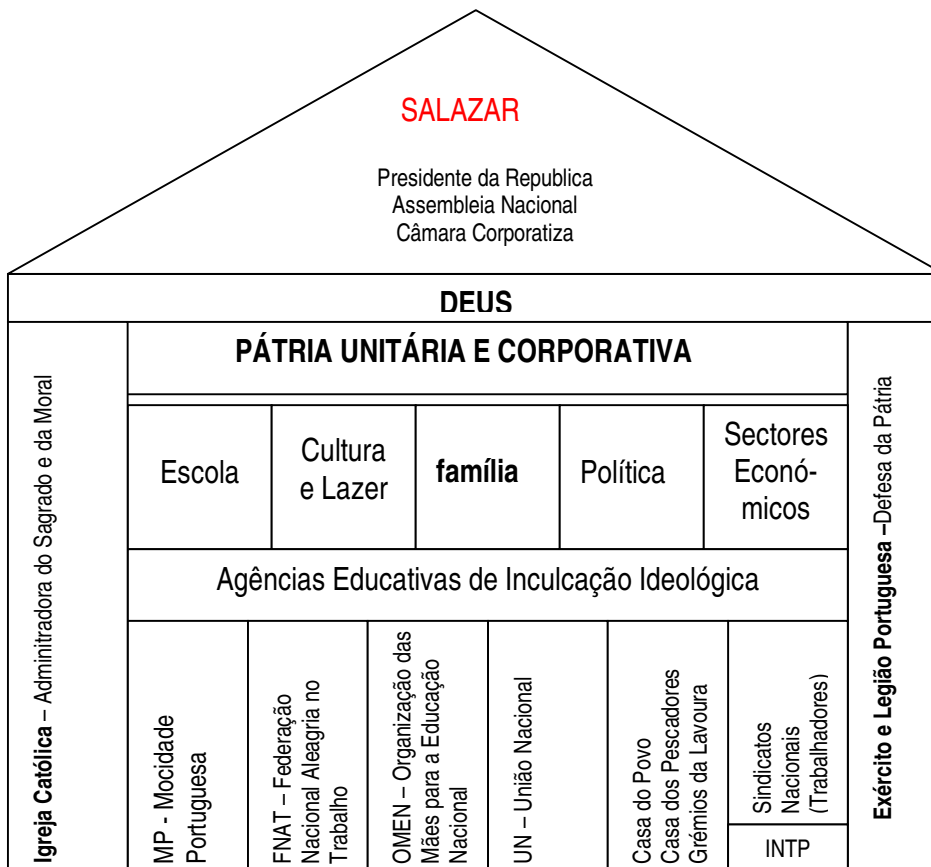 SALAZAR
Presidente da Republica
Assembleia Nacional
Câmara Corporatiza
DEUS
PÁTRIA UNITÁRIA E CORPORATIVA
Igreja Católica – Adminitradora do Sagrado e da Moral
Escola
Cultura
e Lazer
família
Política
Sectores
Econó-
micos
Agências Educativas de Inculcação Ideológica
MP - Mocidade
Portuguesa
FNAT – Federação
Nacional Aleagria no
Trabalho
OMEN – Organização das
Mães para a Educação
Nacional
UN – União Nacional
Casa do Povo
Casa dos Pescadores
Grémios da Lavoura
Sindicatos
Nacionais
(Trabalhadores)
INTP
Exército e Legião Portuguesa –Defesa da Pátria